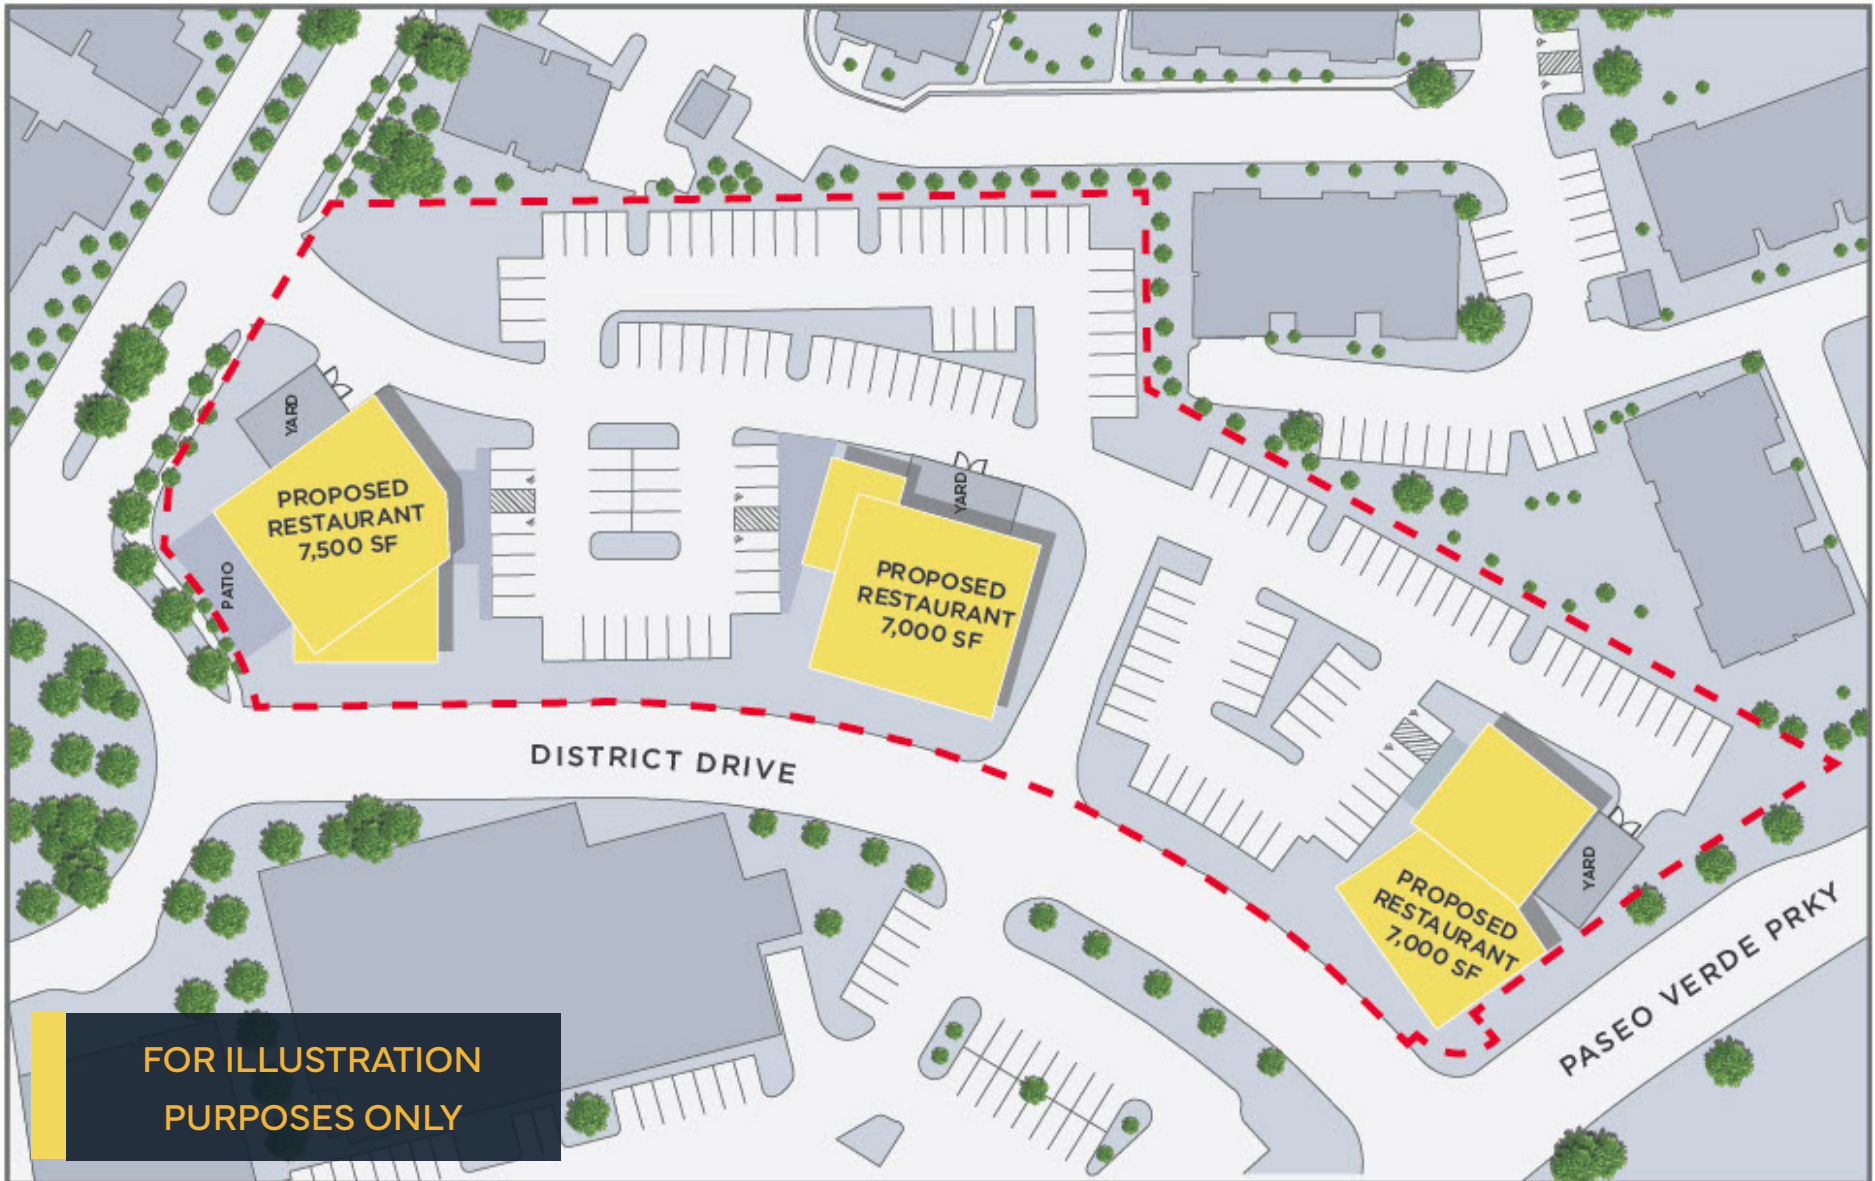 YARD
PROPOSED
RESTAURANT
7,500 SF
PATIO
YARD
PROPOSED
RESTAURANT
7,000 SF
DISTRICT DRIVE
PROPOSED
RESTAURANT
7,000 SF
YARD
PASEO VERDE PRKY
FOR ILLUSTRATION
PURPOSES ONLY